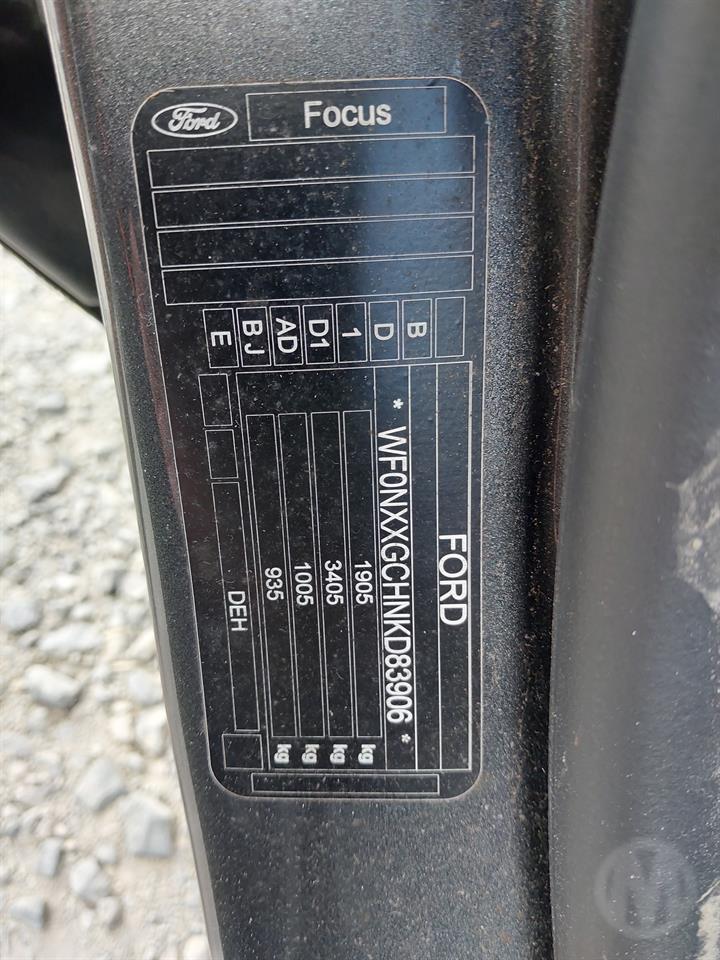 Ford
Focus
FORD
* WF0NXXGCHNKD83906 *
1905 kg
3405 kg
1005 kg
935 kg
DEH
B
D
1
D1
AD
BJ
E
M